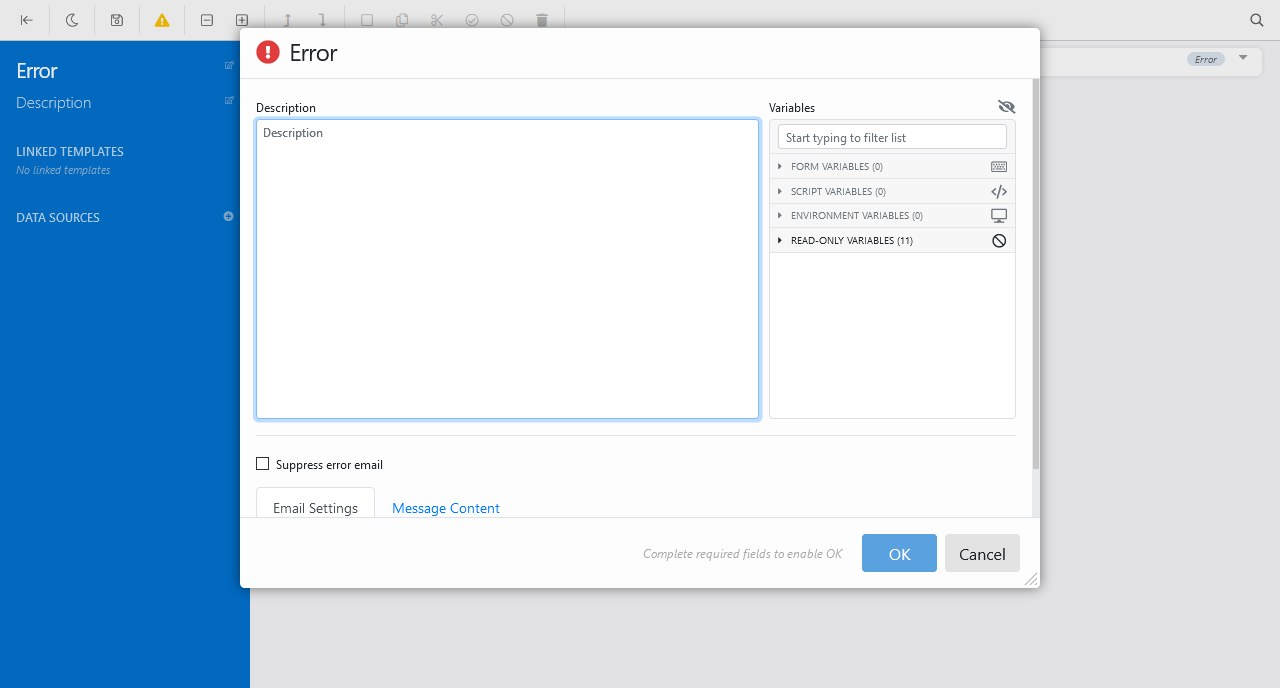 Error
Description
LINKED TEMPLATES
No linked templates
DATA SOURCES
Error
Error
Description
Description
Variables
Start typing to filter list
FORM VARIABLES (0)
SCRIPT VARIABLES (0)
ENVIRONMENT VARIABLES (0)
READ-ONLY VARIABLES (11)
Suppress error email
Email Settings
Message Content
Complete required fields to enable OK
OK
Cancel